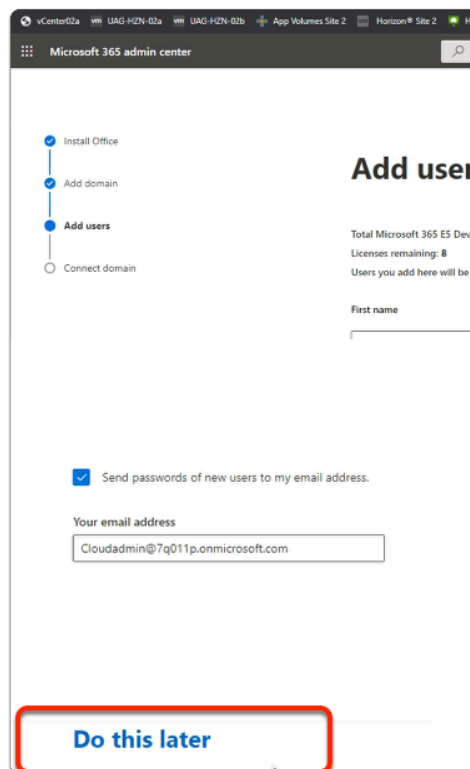 vCenter02a vm UAG-HZN-02a vm UAG-HZN-02b App Volumes Site 2 Horizon® Site 2
Microsoft 365 admin center
Install Office
Add domain
Add users
Connect domain
Add user
Total Microsoft 365 E5 Dev
Licenses remaining: 8
Users you add here will be
First name
Send passwords of new users to my email address.
Your email address
Cloudadmin@7q011p.onmicrosoft.com
Do this later